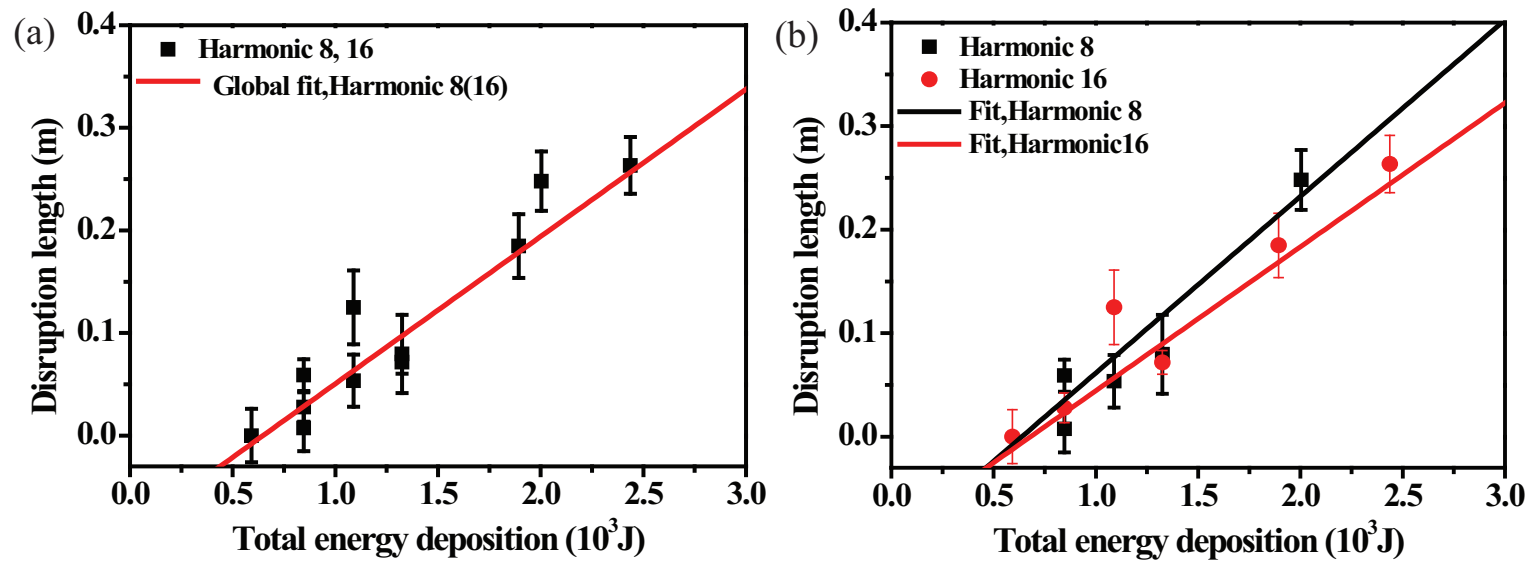 (a)
Harmonic 8, 16
Global fit,Harmonic 8(16)
Disruption length (m)
0.4
0.3
0.2
0.1
0.0
0.0 0.5 1.0 1.5 2.0 2.5 3.0
Total energy deposition (10³J)
(b)
Harmonic 8
Harmonic 16
Fit,Harmonic 8
Fit,Harmonic16
Disruption length (m)
0.4
0.3
0.2
0.1
0.0
0.0 0.5 1.0 1.5 2.0 2.5 3.0
Total energy deposition (10³J)